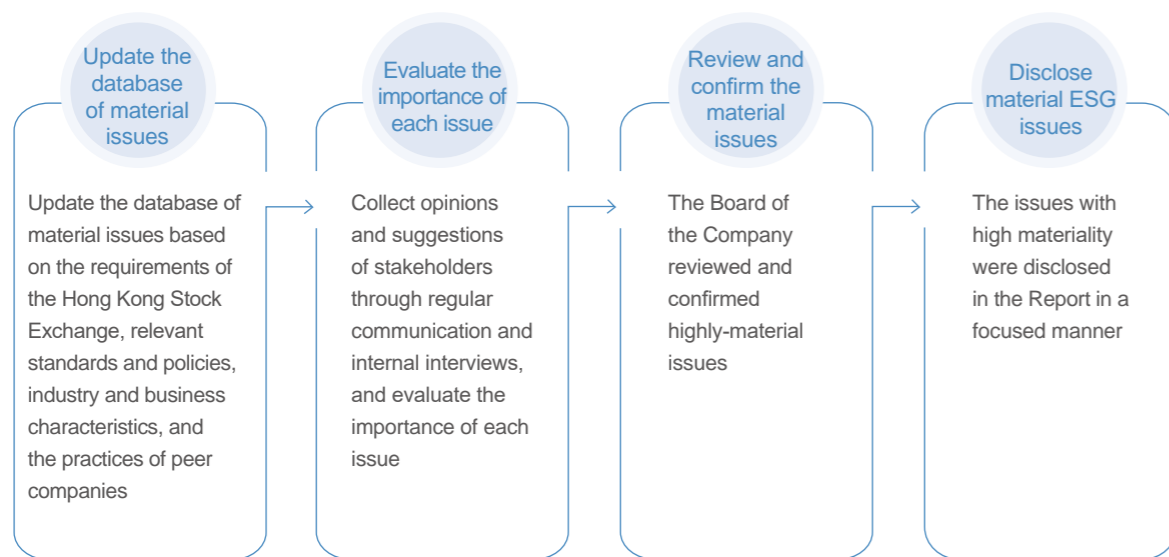 Update the
database
of material
issues
Update the database of
material issues based
on the requirements of
the Hong Kong Stock
Exchange, relevant
standards and policies,
industry and business
characteristics, and
the practices of peer
companies
Evaluate the
importance of
each issue
Collect opinions
and suggestions
of stakeholders
through regular
communication and
internal interviews,
and evaluate the
importance of each
issue
Review and
confirm the
material
issues
The Board of
the Company
reviewed and
confirmed
highly-material
issues
Disclose
material ESG
issues
The issues with
high materiality
were disclosed
in the Report in a
focused manner